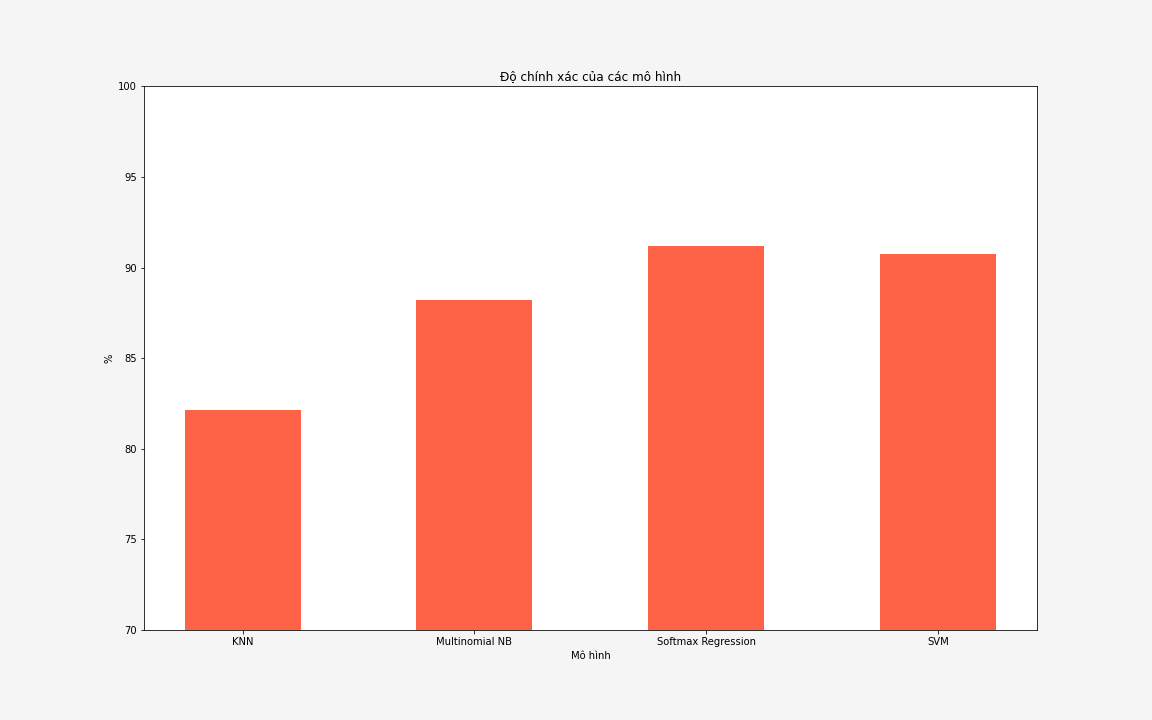 Độ chính xác của các mô hình
100
95
90
85
80
75
70
%
KNN
Multinomial NB
Softmax Regression
SVM
Mô hình